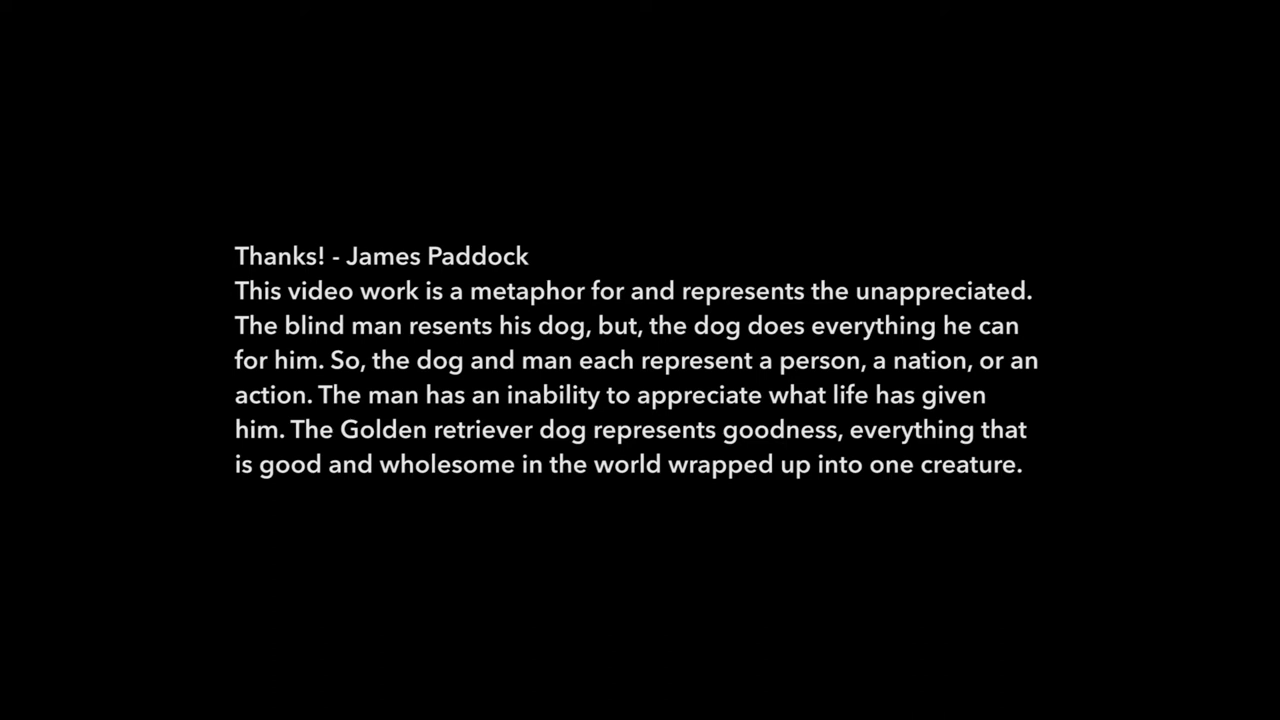 Thanks! - James Paddock
This video work is a metaphor for and represents the unappreciated.
The blind man resents his dog, but, the dog does everything he can
for him. So, the dog and man each represent a person, a nation, or an
action. The man has an inability to appreciate what life has given
him. The Golden retriever dog represents goodness, everything that
is good and wholesome in the world wrapped up into one creature.